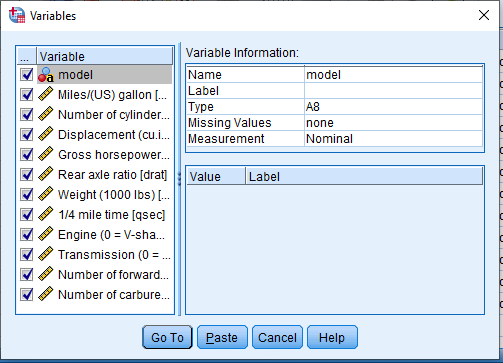 Variables
... Variable
model
Miles/(US) gallon [...
Number of cylinder...
Displacement (cu.i...
Gross horsepower...
Rear axle ratio [drat]
Weight (1000 lbs) [...
1/4 mile time [qsec]
Engine (0 = V-sha...
Transmission (0 = ...
Number of forward...
Number of carbure...
Variable Information:
Name model
Label
Type A8
Missing Values none
Measurement Nominal
Value Label
Go To Paste Cancel Help